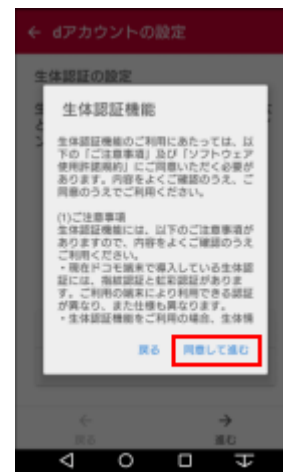 ← dアカウントの設定
生体認証の設定
生体認証機能
生体認証機能のご利用にあたっては、以
下の「ご注意事項」及び「ソフトウェア
使用許諾規約」にご同意いただく必要が
あります。内容をよくご確認のうえ、ご
同意のうえでご利用ください。
(1)ご注意事項
生体認証機能には、以下のご注意事項が
ありますので、内容をよくご確認のうえ
ご利用ください。
・現在ドコモ端末で導入している生体認
証には、指紋認証と虹彩認証がありま
す。ご利用の端末により利用できる認証
が異なり、また仕様も異なります。
・生体認証機能をご利用の場合、生体情
戻る 同意して進む
← →
戻る 進む